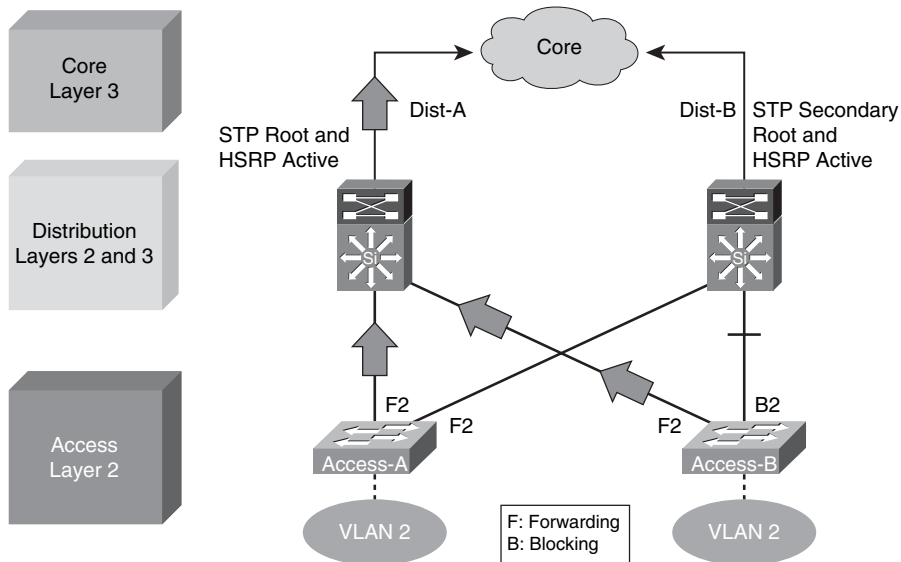 Core
Layer 3
Distribution
Layers 2 and 3
Access
Layer 2
Core
Dist-A
STP Root and
HSRP Active
Dist-B
STP Secondary
Root and
HSRP Active
Si
Si
F2
F2
F2
B2
Access-A
Access-B
VLAN 2
F: Forwarding
B: Blocking
VLAN 2